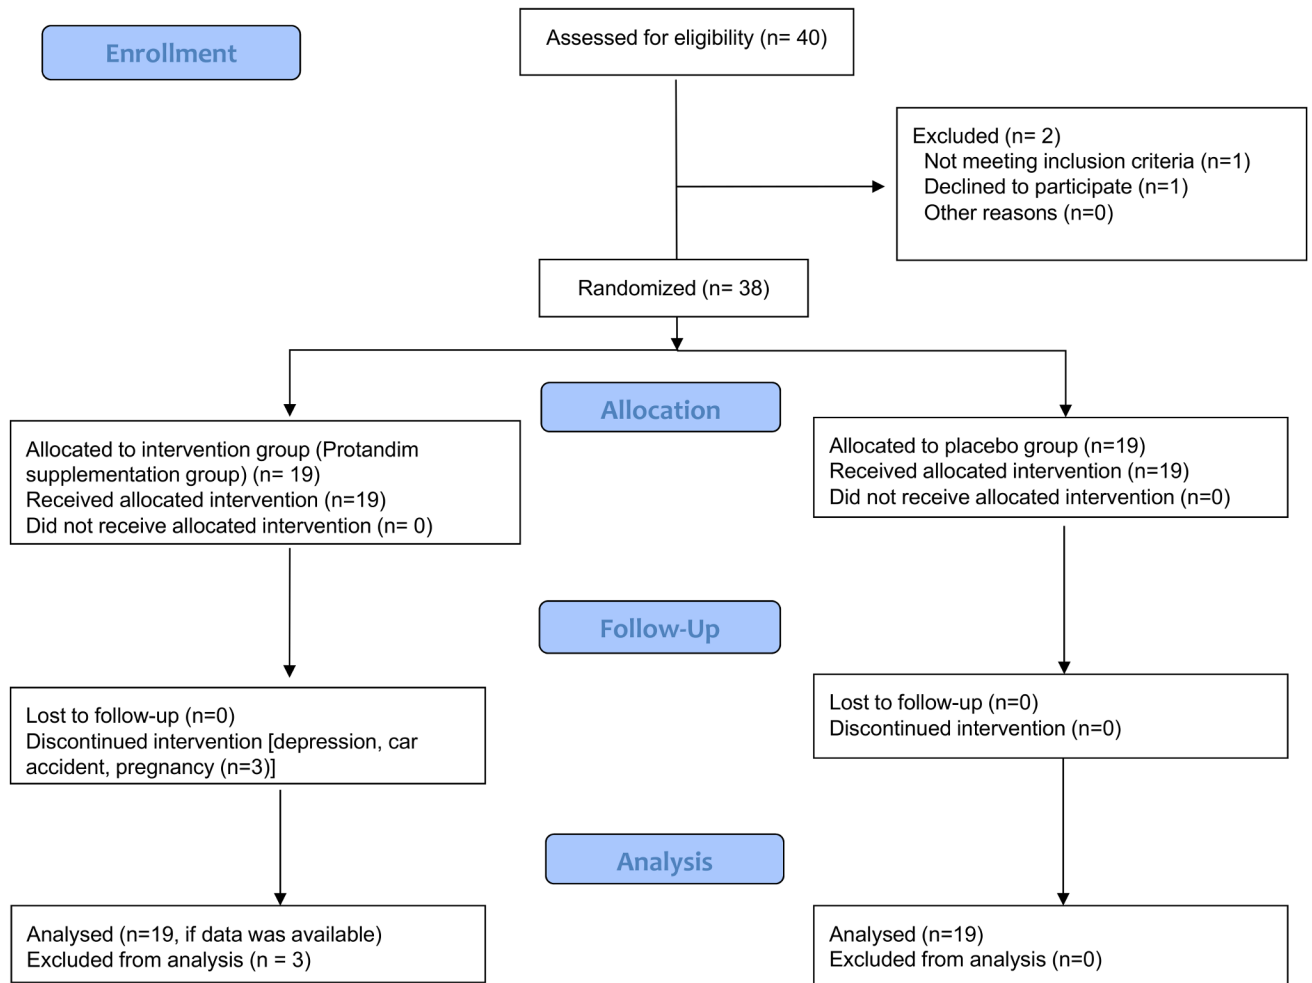 Enrollment
Assessed for eligibility (n= 40)
Excluded (n= 2)
Not meeting inclusion criteria (n=1)
Declined to participate (n=1)
Other reasons (n=0)
Randomized (n= 38)
Allocation
Allocated to intervention group (Protandim
supplementation group) (n= 19)
Received allocated intervention (n=19)
Did not receive allocated intervention (n= 0)
Allocated to placebo group (n=19)
Received allocated intervention (n=19)
Did not receive allocated intervention (n=0)
Follow-Up
Lost to follow-up (n=0)
Discontinued intervention [depression, car
accident, pregnancy (n=3)]
Lost to follow-up (n=0)
Discontinued intervention (n=0)
Analysis
Analysed (n=19, if data was available)
Excluded from analysis (n = 3)
Analysed (n=19)
Excluded from analysis (n=0)